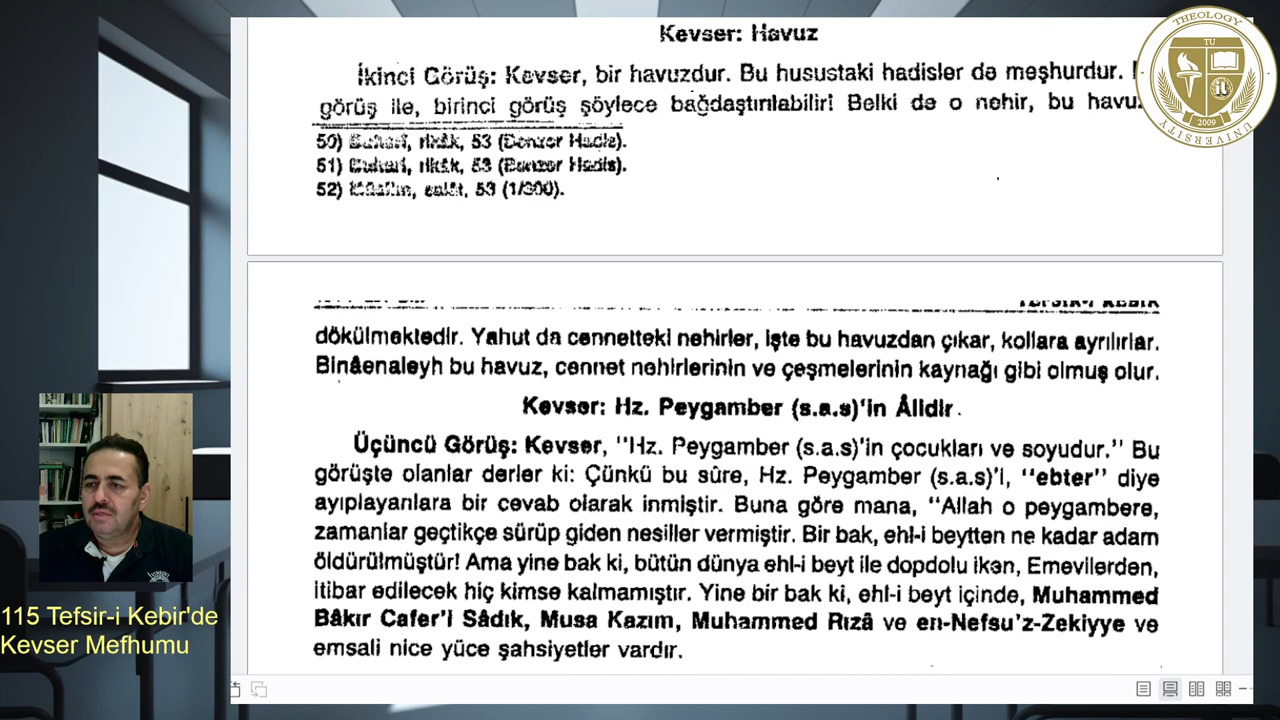 Kevser: Havuz
İkinci Görüş: Kevser, bir havuzdur. Bu husustaki hadisler de meşhurdur.
görüş ile, birinci görüş şöylece bağdaştırılabilir! Belki de o nehir, bu havu
50) Buhari, rikâk, 53 (Benzer Hadis).
51) Buhari, rikâk, 53 (Benzer Hadis).
52) Müslim, salât, 53 (1/300).
TEFSİR-İ KEBİR
dökülmektedir. Yahut da cennetteki nehirler, işte bu havuzdan çıkar, kollara ayrılırlar.
Binâenaleyh bu havuz, cennet nehirlerinin ve çeşmelerinin kaynağı gibi olmuş olur.
Kevser: Hz. Peygamber (s.a.s)'in Âlidir.
Üçüncü Görüş: Kevser, "Hz. Peygamber (s.a.s)'in çocukları ve soyudur." Bu
görüşte olanlar derler ki: Çünkü bu sûre, Hz. Peygamber (s.a.s)'i, "ebter" diye
ayıplayanlara bir cevab olarak inmiştir. Buna göre mana, "Allah o peygambere,
zamanlar geçtikçe sürüp giden nesiller vermiştir. Bir bak, ehl-i beytten ne kadar adam
öldürülmüştür! Ama yine bak ki, bütün dünya ehl-i beyt ile dopdolu iken, Emevilerden,
itibar edilecek hiç kimse kalmamıştır. Yine bir bak ki, ehl-i beyt içinde, Muhammed
Bâkır Cafer'i Sâdık, Musa Kazım, Muhammed Rızâ ve en-Nefsu'z-Zekiyye ve
emsali nice yüce şahsiyetler vardır.
THEOLOGY
TU
2009
UNIVERSITY
115 Tefsir-i Kebir'de
Kevser Mefhumu